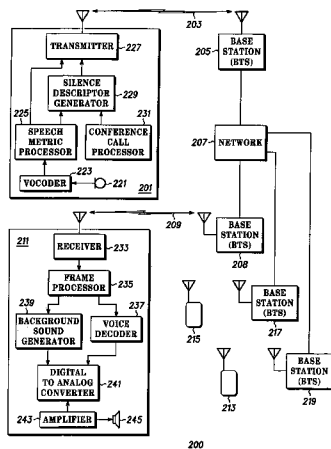 203
TRANSMITTER
227
205
BASE
STATION
(BTS)
SILENCE
DESCRIPTOR
GENERATOR
229
225
231
SPEECH
METRIC
PROCESSOR
CONFERENCE
CALL
PROCESSOR
207
NETWORK
223
VOCODER
221
201
209
211
RECEIVER
233
BASE
STATION
(BTS)
208
FRAME
PROCESSOR
235
239
237
BACKGROUND
SOUND
GENERATOR
VOICE
DECODER
215
BASE
STATION
(BTS)
217
DIGITAL
TO ANALOG
CONVERTER
241
213
BASE
STATION
(BTS)
219
243
AMPLIFIER
245
200